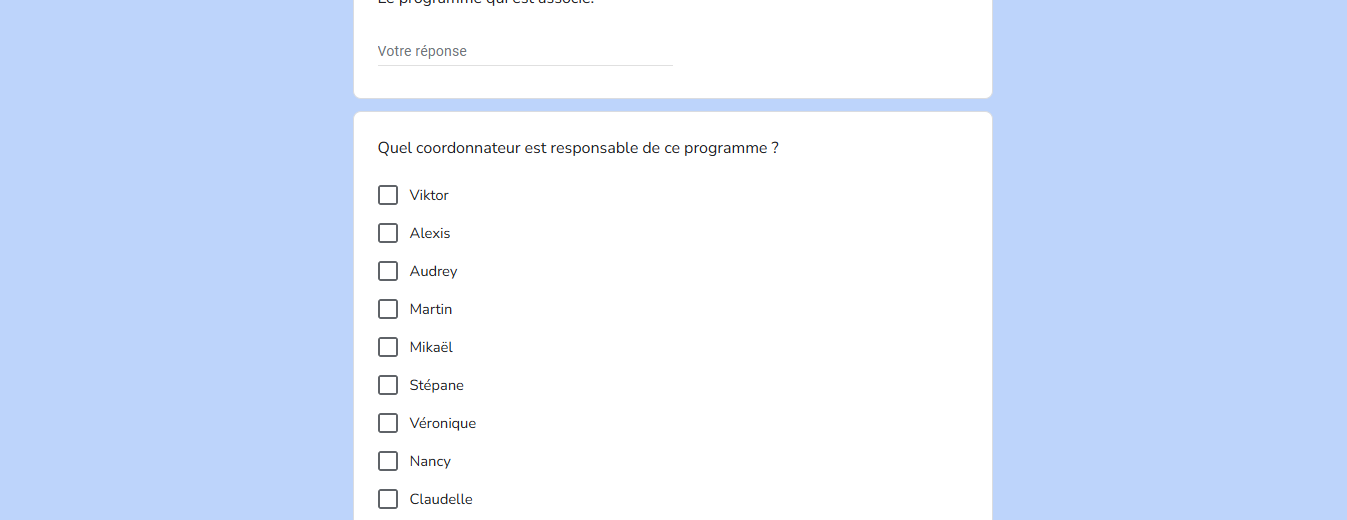 Le programme qui est associé.
Votre réponse
Quel coordonnateur est responsable de ce programme ?
Viktor
Alexis
Audrey
Martin
Mikaël
Stépane
Véronique
Nancy
Claudelle